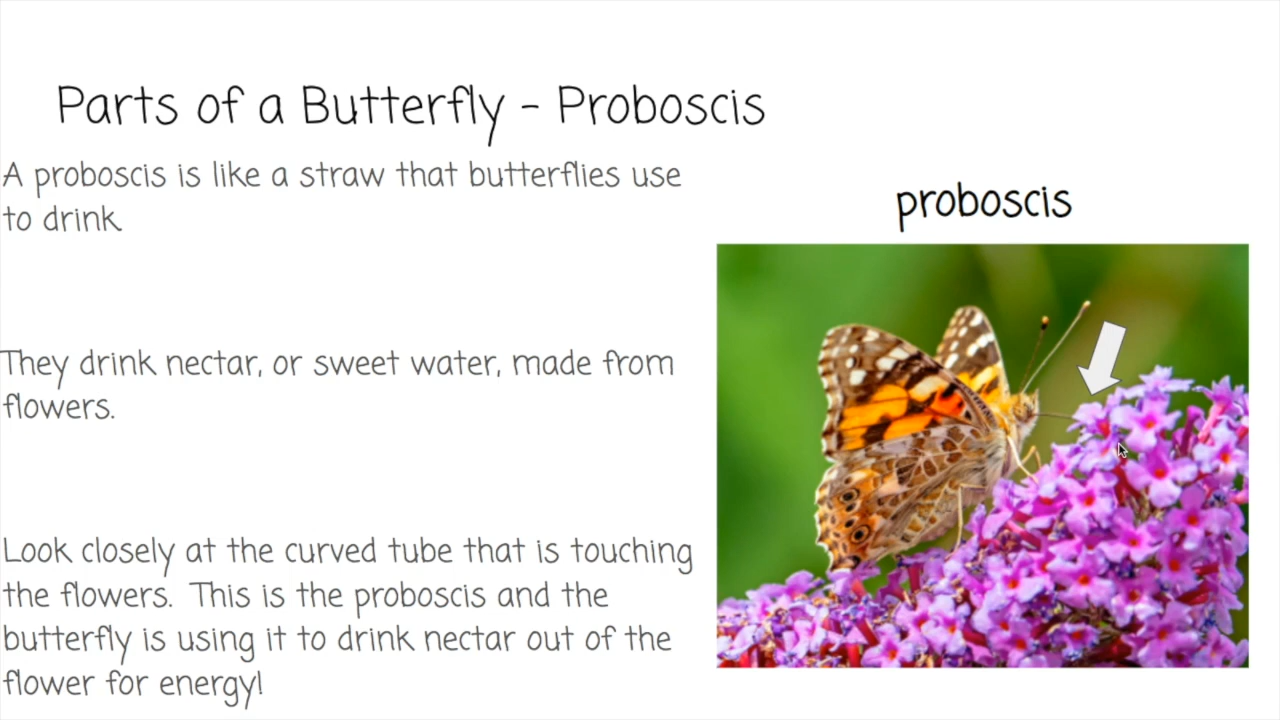 Parts of a Butterfly - Proboscis
A proboscis is like a straw that butterflies use
to drink
proboscis
They drink nectar, or sweet water, made from
flowers.
Look closely at the curved tube that is touching
the flowers. This is the proboscis and the
butterfly is using it to drink nectar out of the
flower for energy!